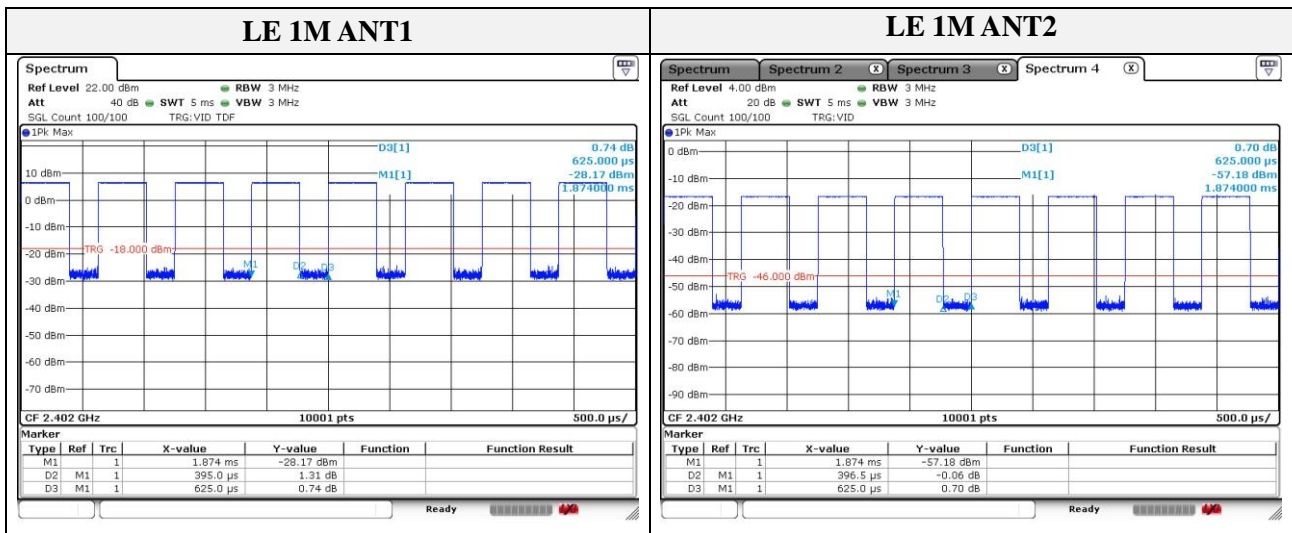 LE 1M ANT1
Spectrum
Ref Level 22.00 dBm RBW 3 MHz
Att 40 dB SWT 5 ms VBW 3 MHz
SGL Count 100/100 TRG:VID TDF
1Pk Max
D3[1] 0.74 dB
625.000 µs
M1[1] -28.17 dBm
1.874000 ms
10 dBm
0 dBm
-10 dBm
TRG -18.000 dBm
-20 dBm
M1 D2 D3
-30 dBm
-40 dBm
-50 dBm
-60 dBm
-70 dBm
CF 2.402 GHz 10001 pts 500.0 µs/
Marker
Type Ref Trc X-value Y-value Function Function Result
M1 1 1.874 ms -28.17 dBm
D2 M1 1 395.0 µs 1.31 dB
D3 M1 1 625.0 µs 0.74 dB
Ready
LE 1M ANT2
Spectrum Spectrum 2 X Spectrum 3 X Spectrum 4 X
Ref Level 4.00 dBm RBW 3 MHz
Att 20 dB SWT 5 ms VBW 3 MHz
SGL Count 100/100 TRG:VID
1Pk Max
D3[1] 0.70 dB
0 dBm
625.000 µs
M1[1] -57.18 dBm
-10 dBm
1.874000 ms
-20 dBm
-30 dBm
-40 dBm
TRG -46.000 dBm
-50 dBm
M1 D2 D3
-60 dBm
-70 dBm
-80 dBm
-90 dBm
CF 2.402 GHz 10001 pts 500.0 µs/
Marker
Type Ref Trc X-value Y-value Function Function Result
M1 1 1.874 ms -57.18 dBm
D2 M1 1 396.5 µs -0.06 dB
D3 M1 1 625.0 µs 0.70 dB
Ready